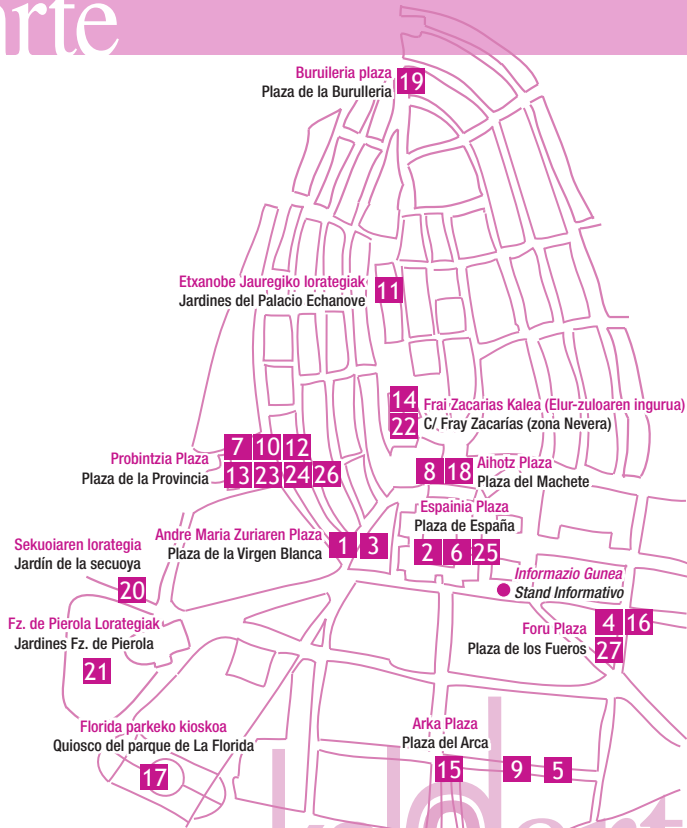 arte
Buruileria plaza
Plaza de la Burulleria
19
Etxanobe Jauregiko lorategiak
Jardines del Palacio Echanove
11
14
Frai Zacarias Kalea (Elur-zuloaren ingurua)
22
C/ Fray Zacarías (zona Nevera)
7 10 12
Probintzia Plaza
Plaza de la Provincia
13 23 24 26
8 18
Aihotz Plaza
Plaza del Machete
Espainia Plaza
Plaza de España
2 6 25
Andre Maria Zuriaren Plaza
Plaza de la Virgen Blanca
1 3
Sekuoiaren lorategia
Jardín de la secuoya
20
Informazio Gunea
Stand Informativo
Fz. de Pierola Lorategiak
Jardines Fz. de Pierola
21
Foru Plaza
Plaza de los Fueros
4 16
27
Florida parkeko kioskoa
Quiosco del parque de La Florida
17
Arka Plaza
Plaza del Arca
15 9 5